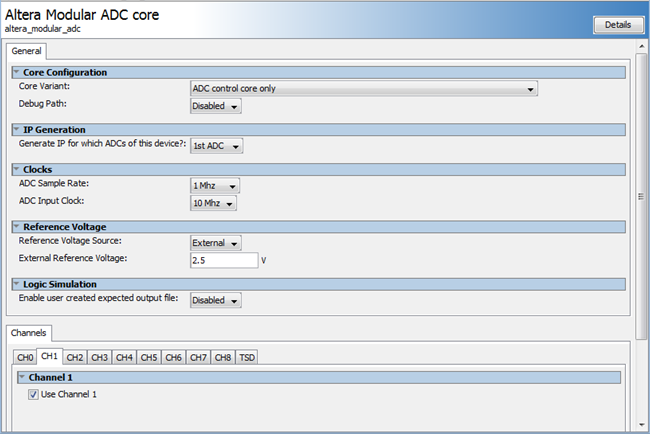 Altera Modular ADC core
altera_modular_adc
Details
General
Core Configuration
Core Variant: ADC control core only
Debug Path: Disabled
IP Generation
Generate IP for which ADCs of this device?: 1st ADC
Clocks
ADC Sample Rate: 1 Mhz
ADC Input Clock: 10 Mhz
Reference Voltage
Reference Voltage Source: External
External Reference Voltage: 2.5 V
Logic Simulation
Enable user created expected output file: Disabled
Channels
CH0 CH1 CH2 CH3 CH4 CH5 CH6 CH7 CH8 TSD
Channel 1
Use Channel 1